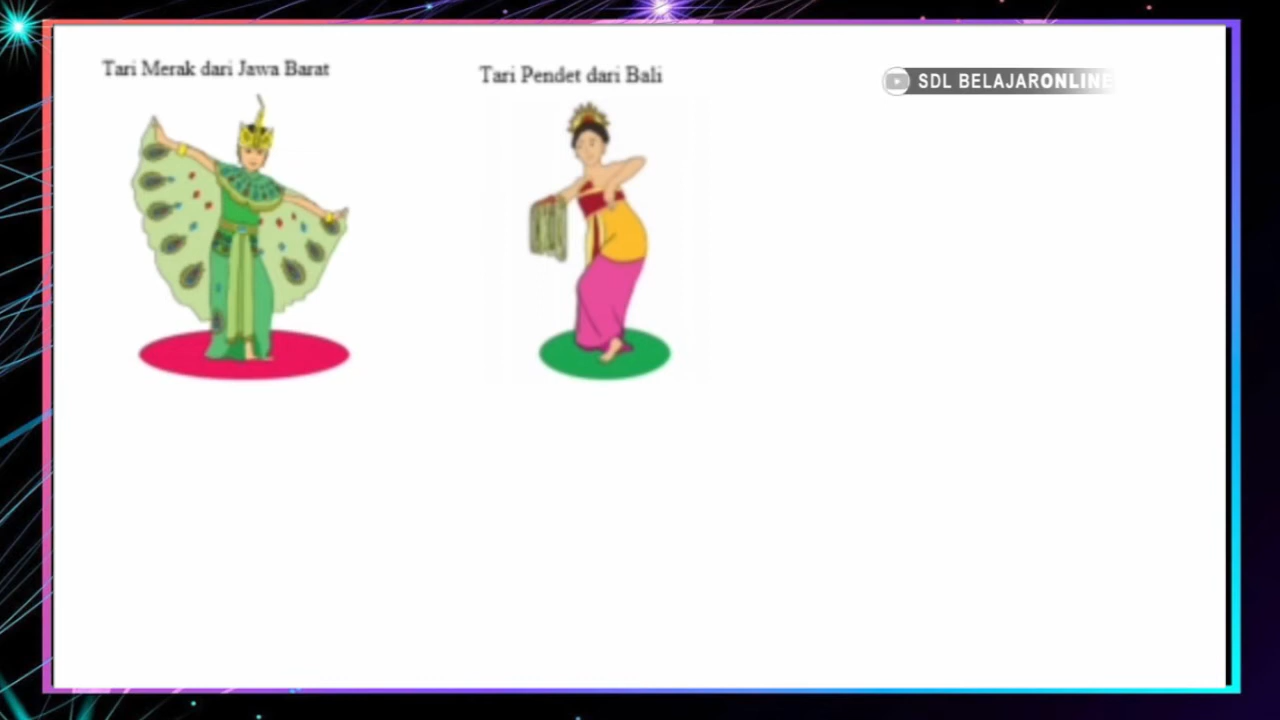 Tari Merak dari Jawa Barat
Tari Pendet dari Bali
SDL BELAJARONLINE